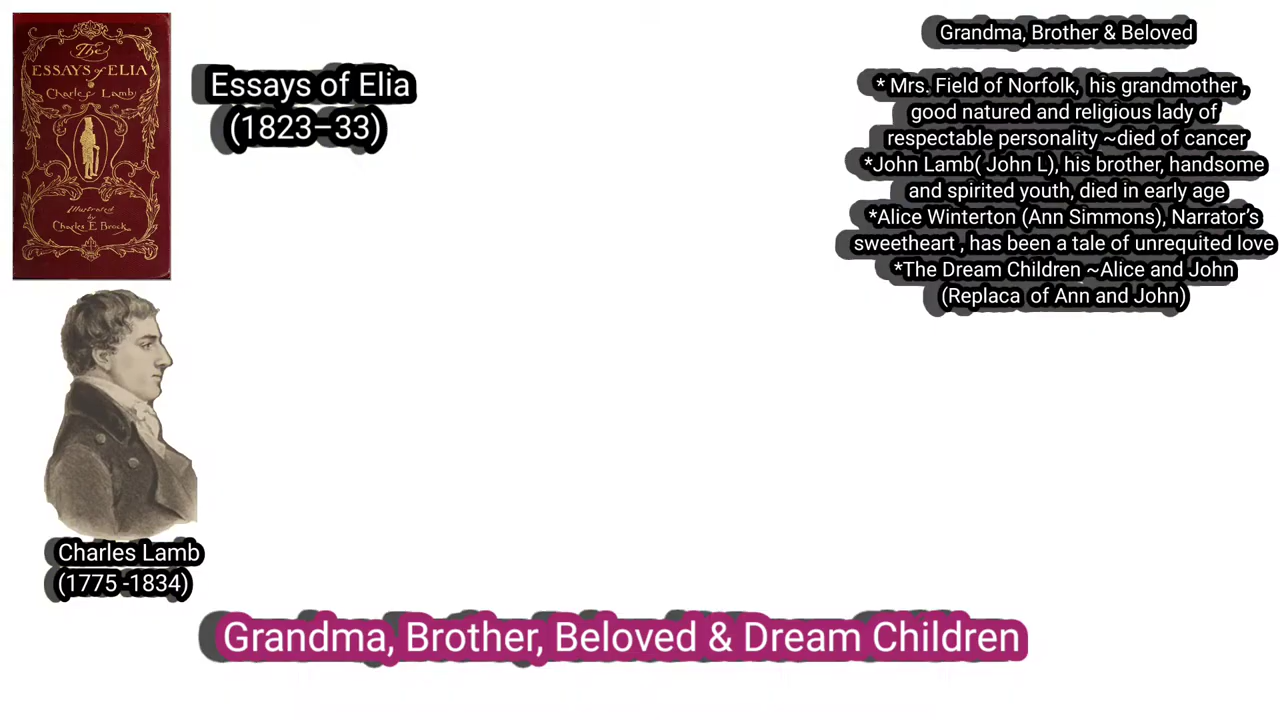 The
ESSAYS of ELIA
Charles Lamb
Illustrated
by
Charles E Brock
Essays of Elia
(1823–33)
Charles Lamb
(1775 -1834)
Grandma, Brother & Beloved
* Mrs. Field of Norfolk, his grandmother ,
good natured and religious lady of
respectable personality ~died of cancer
*John Lamb( John L), his brother, handsome
and spirited youth, died in early age
*Alice Winterton (Ann Simmons), Narrator's
sweetheart , has been a tale of unrequited love
*The Dream Children ~Alice and John
(Replaca of Ann and John)
Grandma, Brother, Beloved & Dream Children